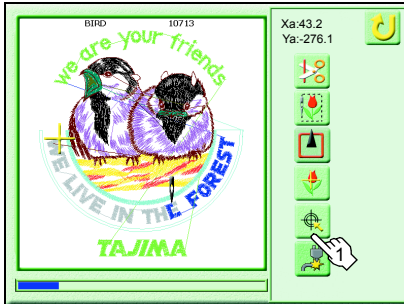 BIRD 10713
Xa:43.2
Ya:-276.1
we are your friends
WE LIVE IN THE FOREST
TAJIMA
1